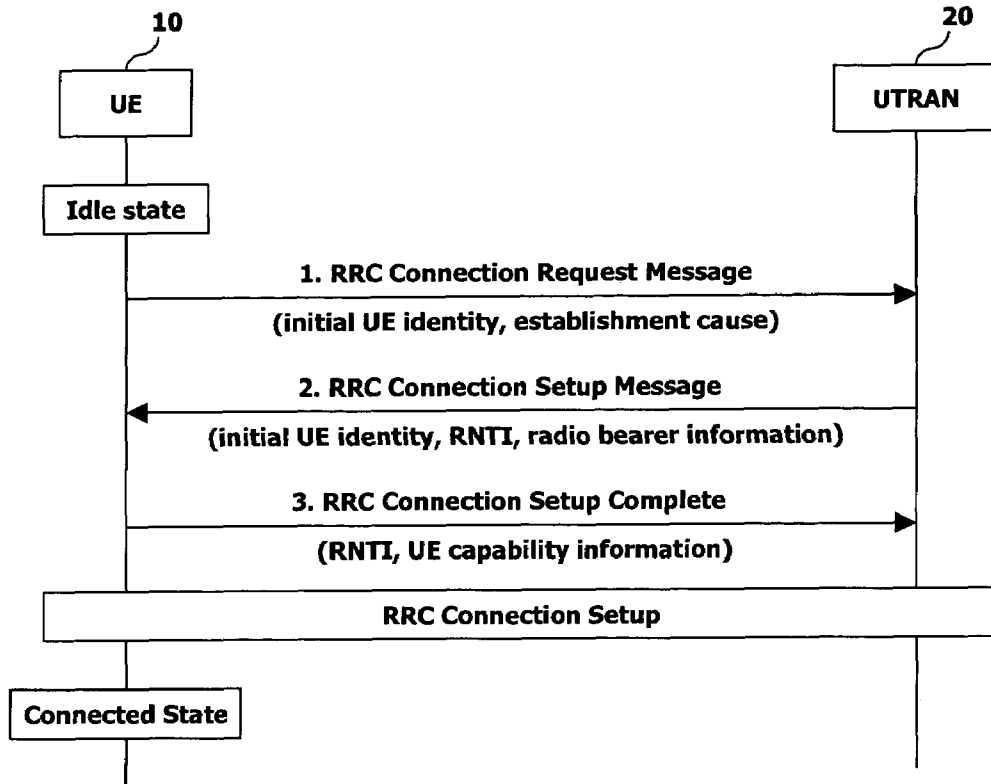 10
20
UE
UTRAN
Idle state
1. RRC Connection Request Message
(initial UE identity, establishment cause)
2. RRC Connection Setup Message
(initial UE identity, RNTI, radio bearer information)
3. RRC Connection Setup Complete
(RNTI, UE capability information)
RRC Connection Setup
Connected State